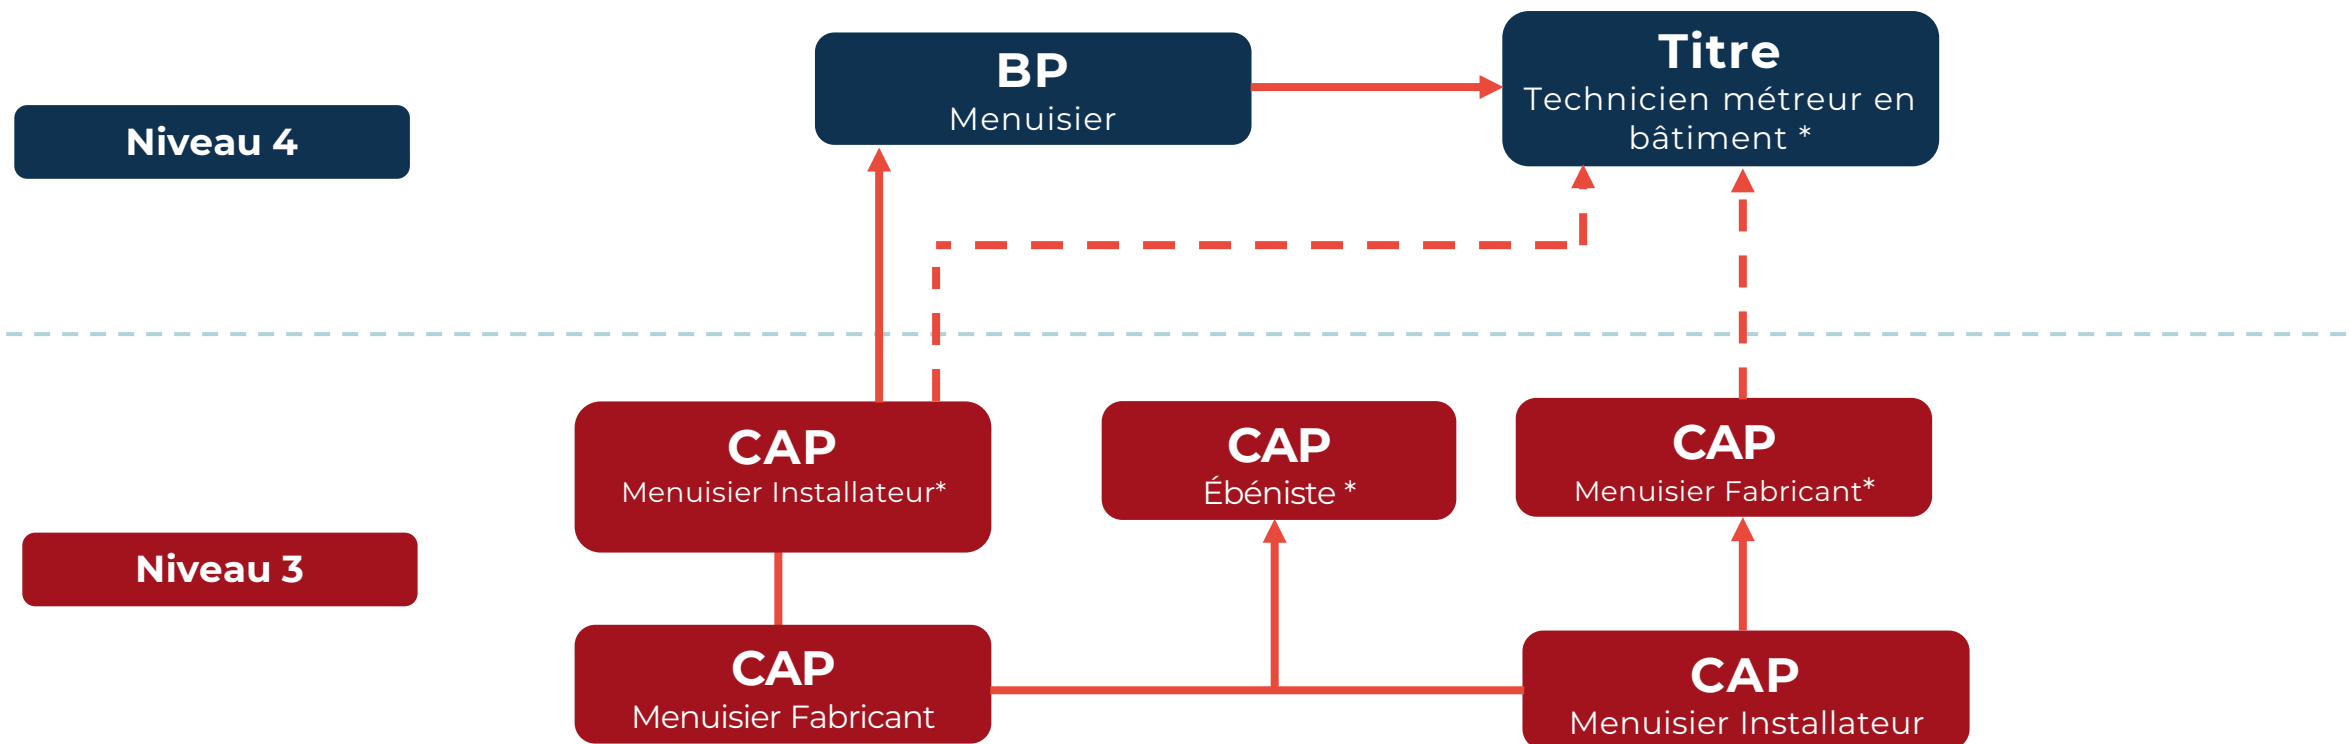 BP
Menuisier
Titre
Technicien métreur en
bâtiment *
Niveau 4
CAP
Menuisier Installateur*
CAP
Ébéniste *
CAP
Menuisier Fabricant*
Niveau 3
CAP
Menuisier Fabricant
CAP
Menuisier Installateur